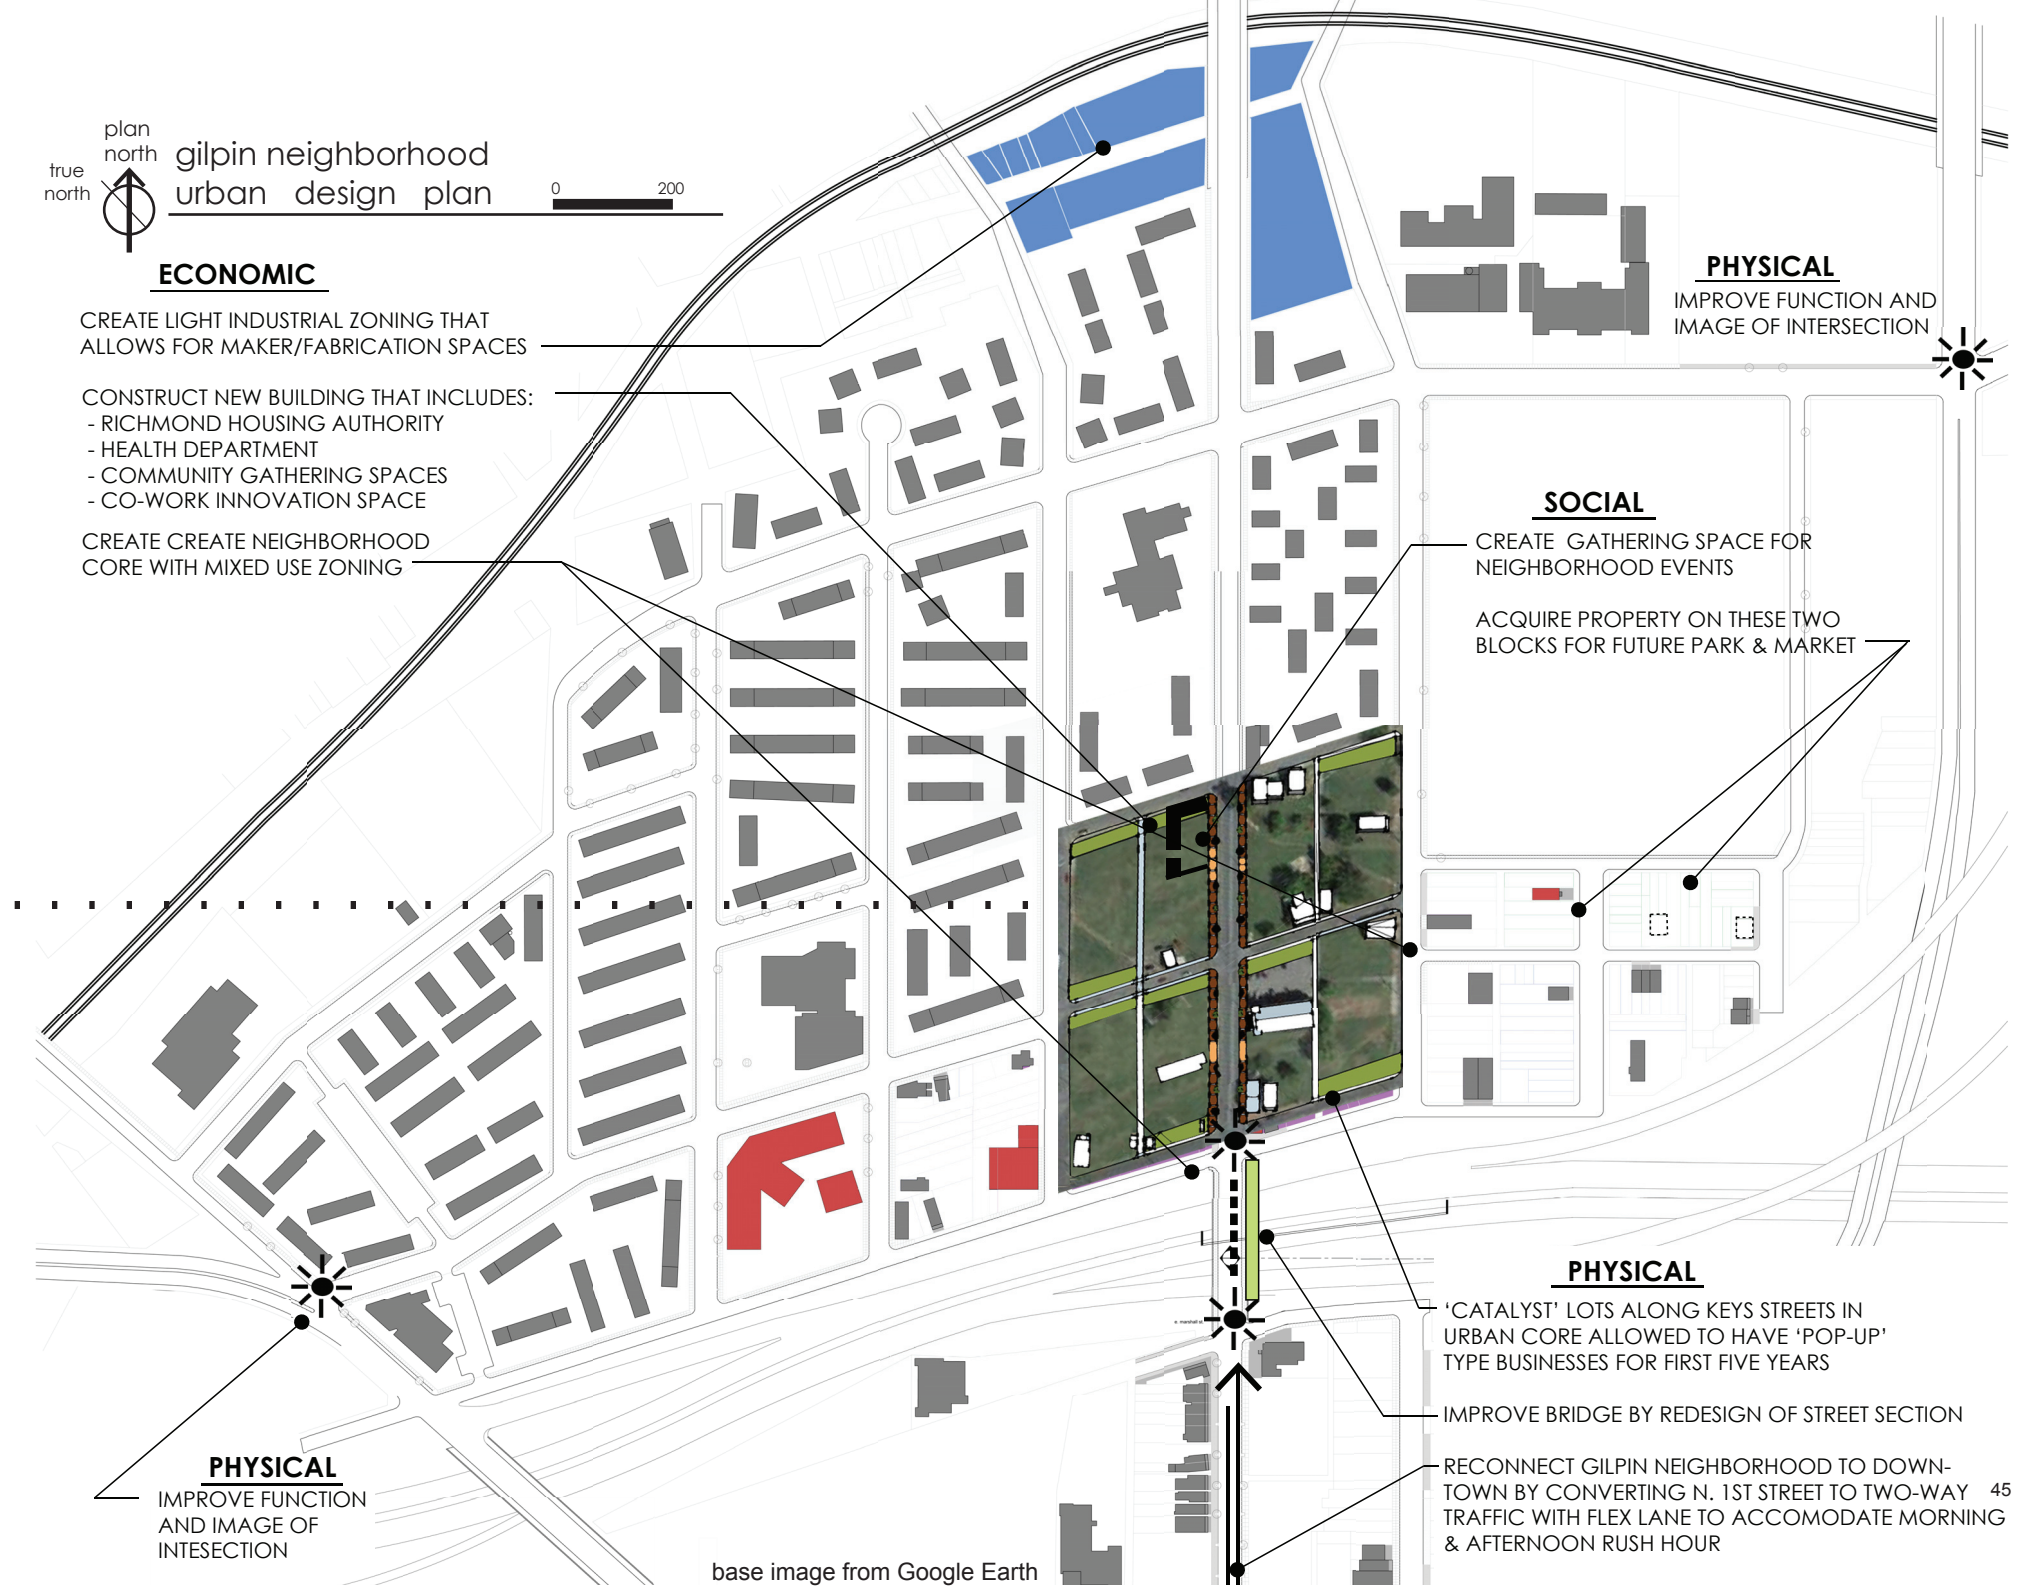 plan
north
true
north
gilpin neighborhood
urban design plan
0 200
ECONOMIC
CREATE LIGHT INDUSTRIAL ZONING THAT
ALLOWS FOR MAKER/FABRICATION SPACES
CONSTRUCT NEW BUILDING THAT INCLUDES:
- RICHMOND HOUSING AUTHORITY
- HEALTH DEPARTMENT
- COMMUNITY GATHERING SPACES
- CO-WORK INNOVATION SPACE
CREATE CREATE NEIGHBORHOOD
CORE WITH MIXED USE ZONING
PHYSICAL
IMPROVE FUNCTION AND
IMAGE OF INTERSECTION
SOCIAL
CREATE GATHERING SPACE FOR
NEIGHBORHOOD EVENTS
ACQUIRE PROPERTY ON THESE TWO
BLOCKS FOR FUTURE PARK & MARKET
PHYSICAL
'CATALYST' LOTS ALONG KEYS STREETS IN
URBAN CORE ALLOWED TO HAVE 'POP-UP'
TYPE BUSINESSES FOR FIRST FIVE YEARS
IMPROVE BRIDGE BY REDESIGN OF STREET SECTION
RECONNECT GILPIN NEIGHBORHOOD TO DOWN-
TOWN BY CONVERTING N. 1ST STREET TO TWO-WAY
TRAFFIC WITH FLEX LANE TO ACCOMODATE MORNING
& AFTERNOON RUSH HOUR
45
e. marshall st.
PHYSICAL
IMPROVE FUNCTION
AND IMAGE OF
INTESECTION
base image from Google Earth